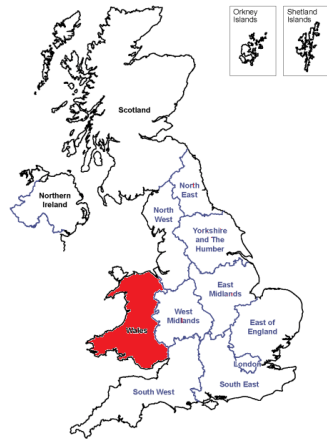 Orkney
Islands
Shetland
Islands
Scotland
Northern
Ireland
North
East
North
West
Yorkshire
and The
Humber
East
Midlands
West
Midlands
Wales
East of
England
London
South East
South West